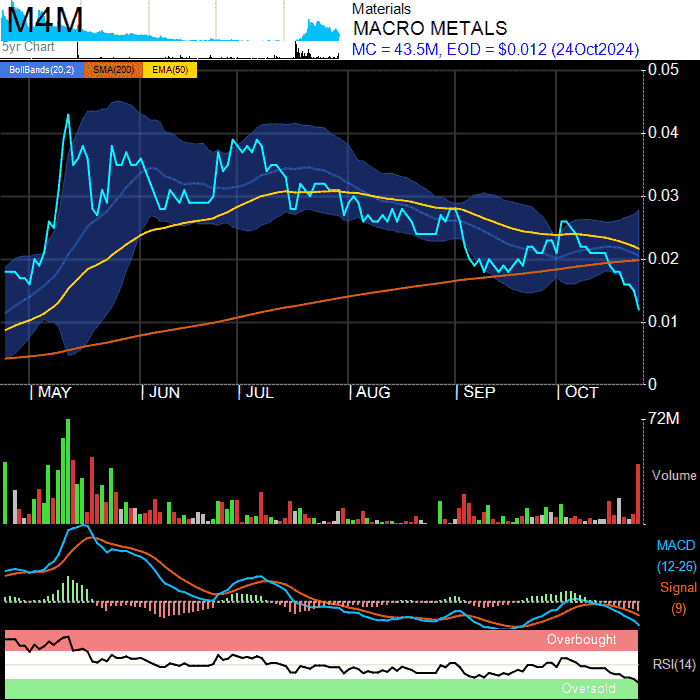 M4M
5yr Chart
Materials
MACRO METALS
MC = 43.5M, EOD = $0.012 (24Oct2024)
BollBands(20,2) SMA(200) EMA(50)
0.05
0.04
0.03
0.02
0.01
0
MAY JUN JUL AUG SEP OCT
72M
Volume
MACD
(12-26)
Signal
(9)
Overbought
RSI(14)
Oversold